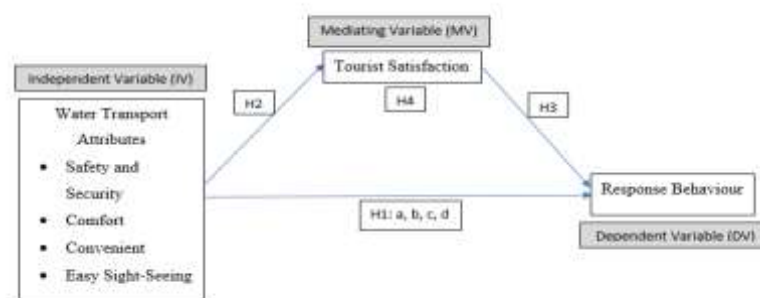 Mediating Variable (MV)
Tourist Satisfaction
H4
Independent Variable (IV)
Water Transport
Attributes
• Safety and
Security
• Comfort
• Convenient
• Easy Sight-Seeing
H2
H3
H1: a, b, c, d
Response Behaviour
Dependent Variable (DV)